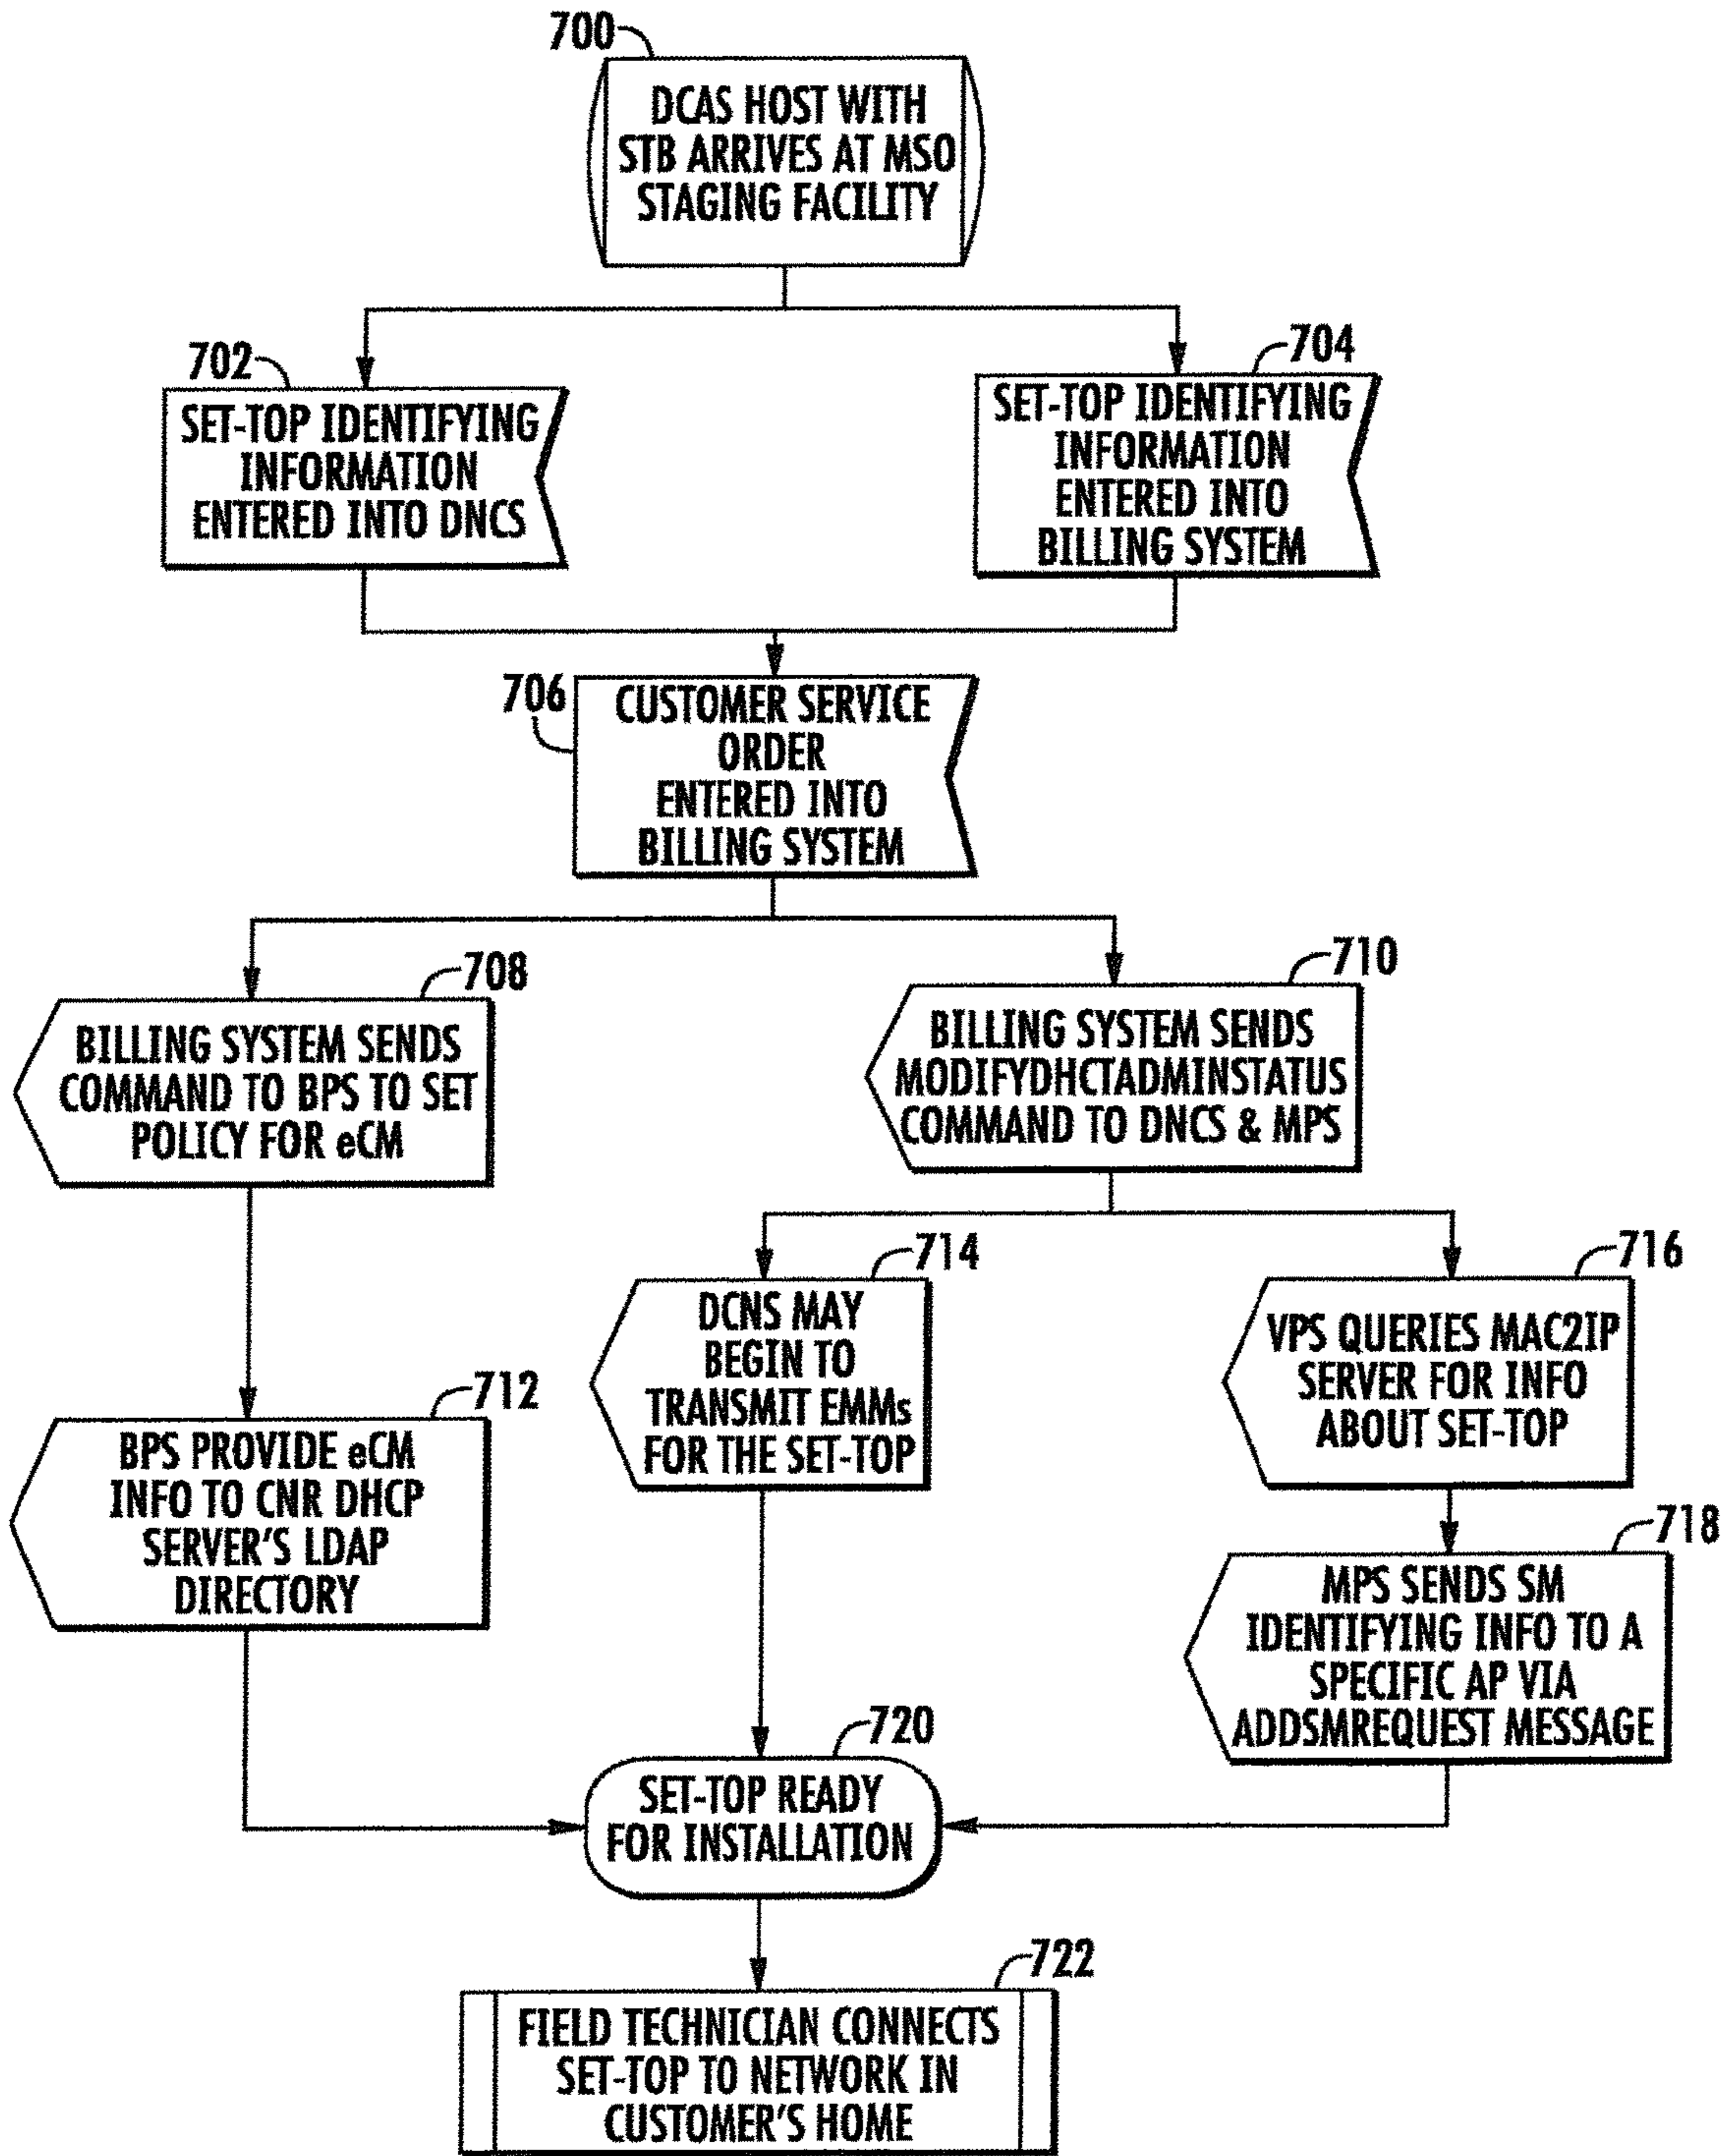 700
DCAS HOST WITH
STB ARRIVES AT MSO
STAGING FACILITY
702
SET-TOP IDENTIFYING
INFORMATION
ENTERED INTO DNCS
704
SET-TOP IDENTIFYING
INFORMATION
ENTERED INTO
BILLING SYSTEM
706
CUSTOMER SERVICE
ORDER
ENTERED INTO
BILLING SYSTEM
708
BILLING SYSTEM SENDS
COMMAND TO BPS TO SET
POLICY FOR eCM
710
BILLING SYSTEM SENDS
MODIFYDHCTADMINSTATUS
COMMAND TO DNCS & MPS
712
BPS PROVIDE eCM
INFO TO CNR DHCP
SERVER'S LDAP
DIRECTORY
714
DCNS MAY
BEGIN TO
TRANSMIT EMMs
FOR THE SET-TOP
716
VPS QUERIES MAC2IP
SERVER FOR INFO
ABOUT SET-TOP
718
MPS SENDS SM
IDENTIFYING INFO TO A
SPECIFIC AP VIA
ADDSMREQUEST MESSAGE
720
SET-TOP READY
FOR INSTALLATION
722
FIELD TECHNICIAN CONNECTS
SET-TOP TO NETWORK IN
CUSTOMER'S HOME